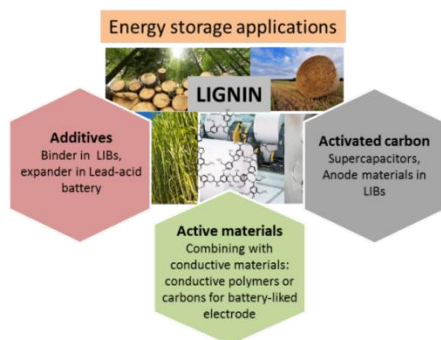 Energy storage applications
LIGNIN
Additives
Binder in LIBs,
expander in Lead-acid
battery
Activated carbon
Supercapacitors,
Anode materials in
LIBs
Active materials
Combining with
conductive materials:
conductive polymers or
carbons for battery-liked
electrode